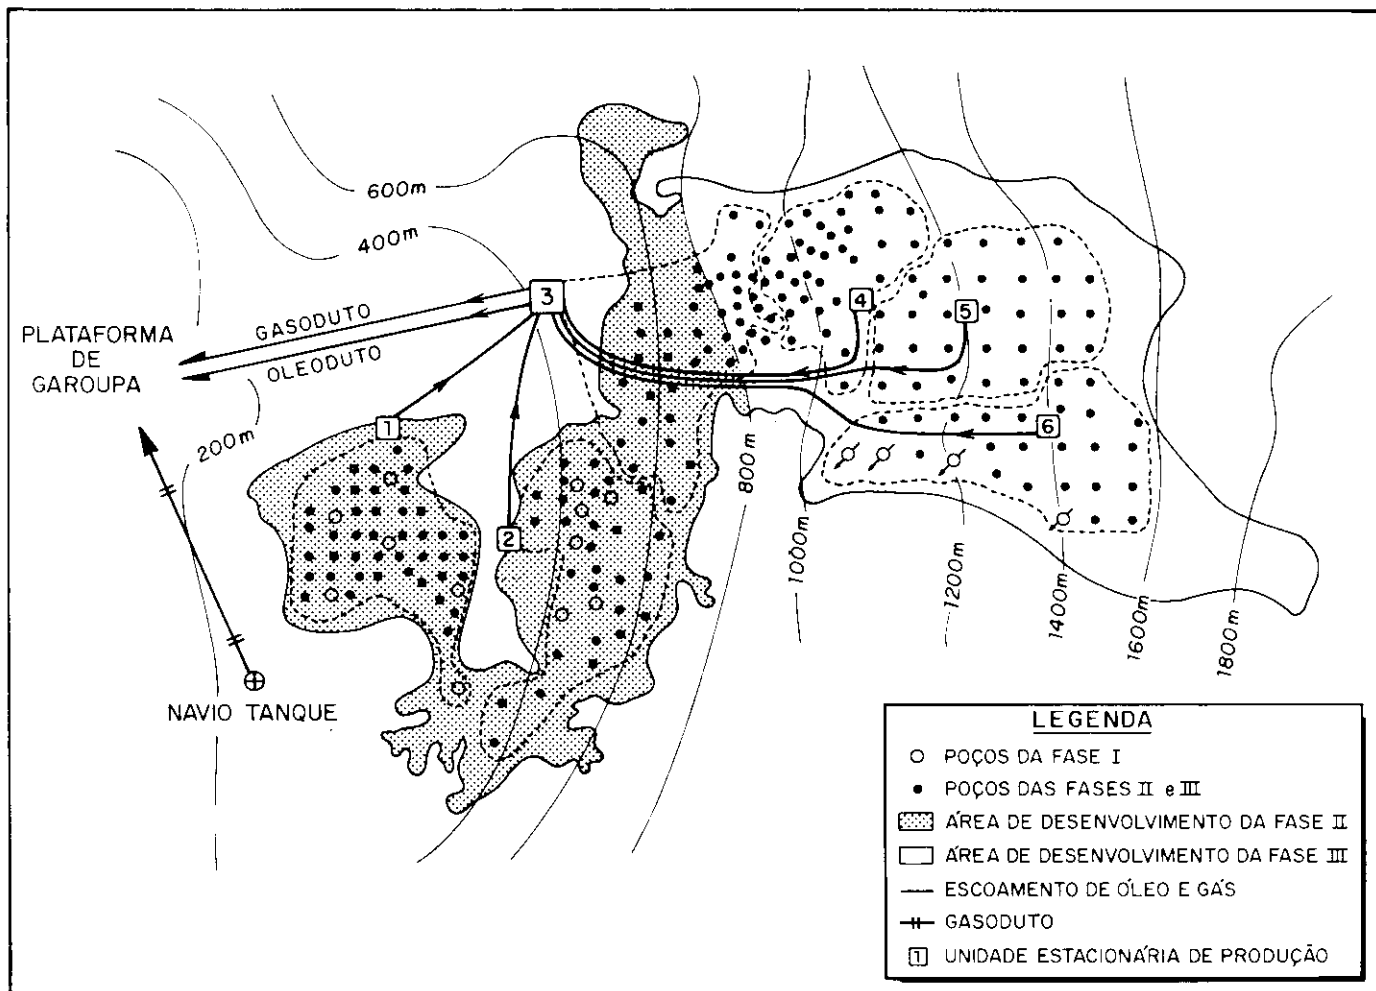 600m
400m
3
4
5
GASODUTO
OLEODUTO
PLATAFORMA
DE
GAROUPA
200m
1
6
2
800m
1000m
1200m
1400m
1600m
1800m
NAVIO TANQUE
LEGENDA
POÇOS DA FASE I
POÇOS DAS FASES II e III
ÁREA DE DESENVOLVIMENTO DA FASE II
ÁREA DE DESENVOLVIMENTO DA FASE III
ESCOAMENTO DE ÓLEO E GÁS
GASODUTO
1 UNIDADE ESTACIONÁRIA DE PRODUÇÃO